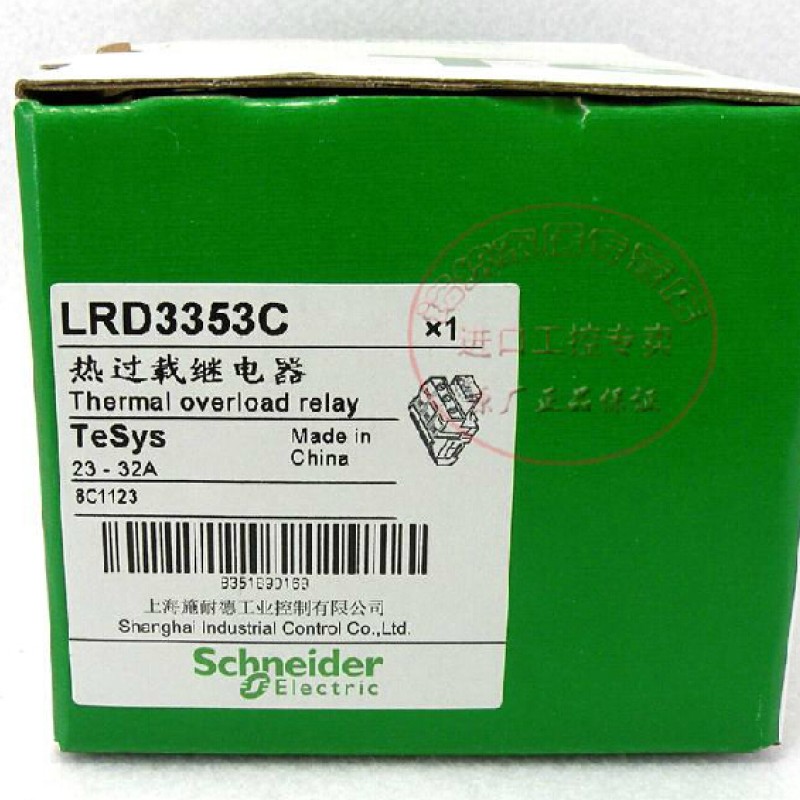 LRD3353C ×1
热过载继电器
Thermal overload relay
TeSys
Made in
China
23 - 32A
8C1123
上海施耐德工业控制有限公司
Shanghai Industrial Control Co.,Ltd.
Schneider
Electric
进口工控专卖
原厂正品保证